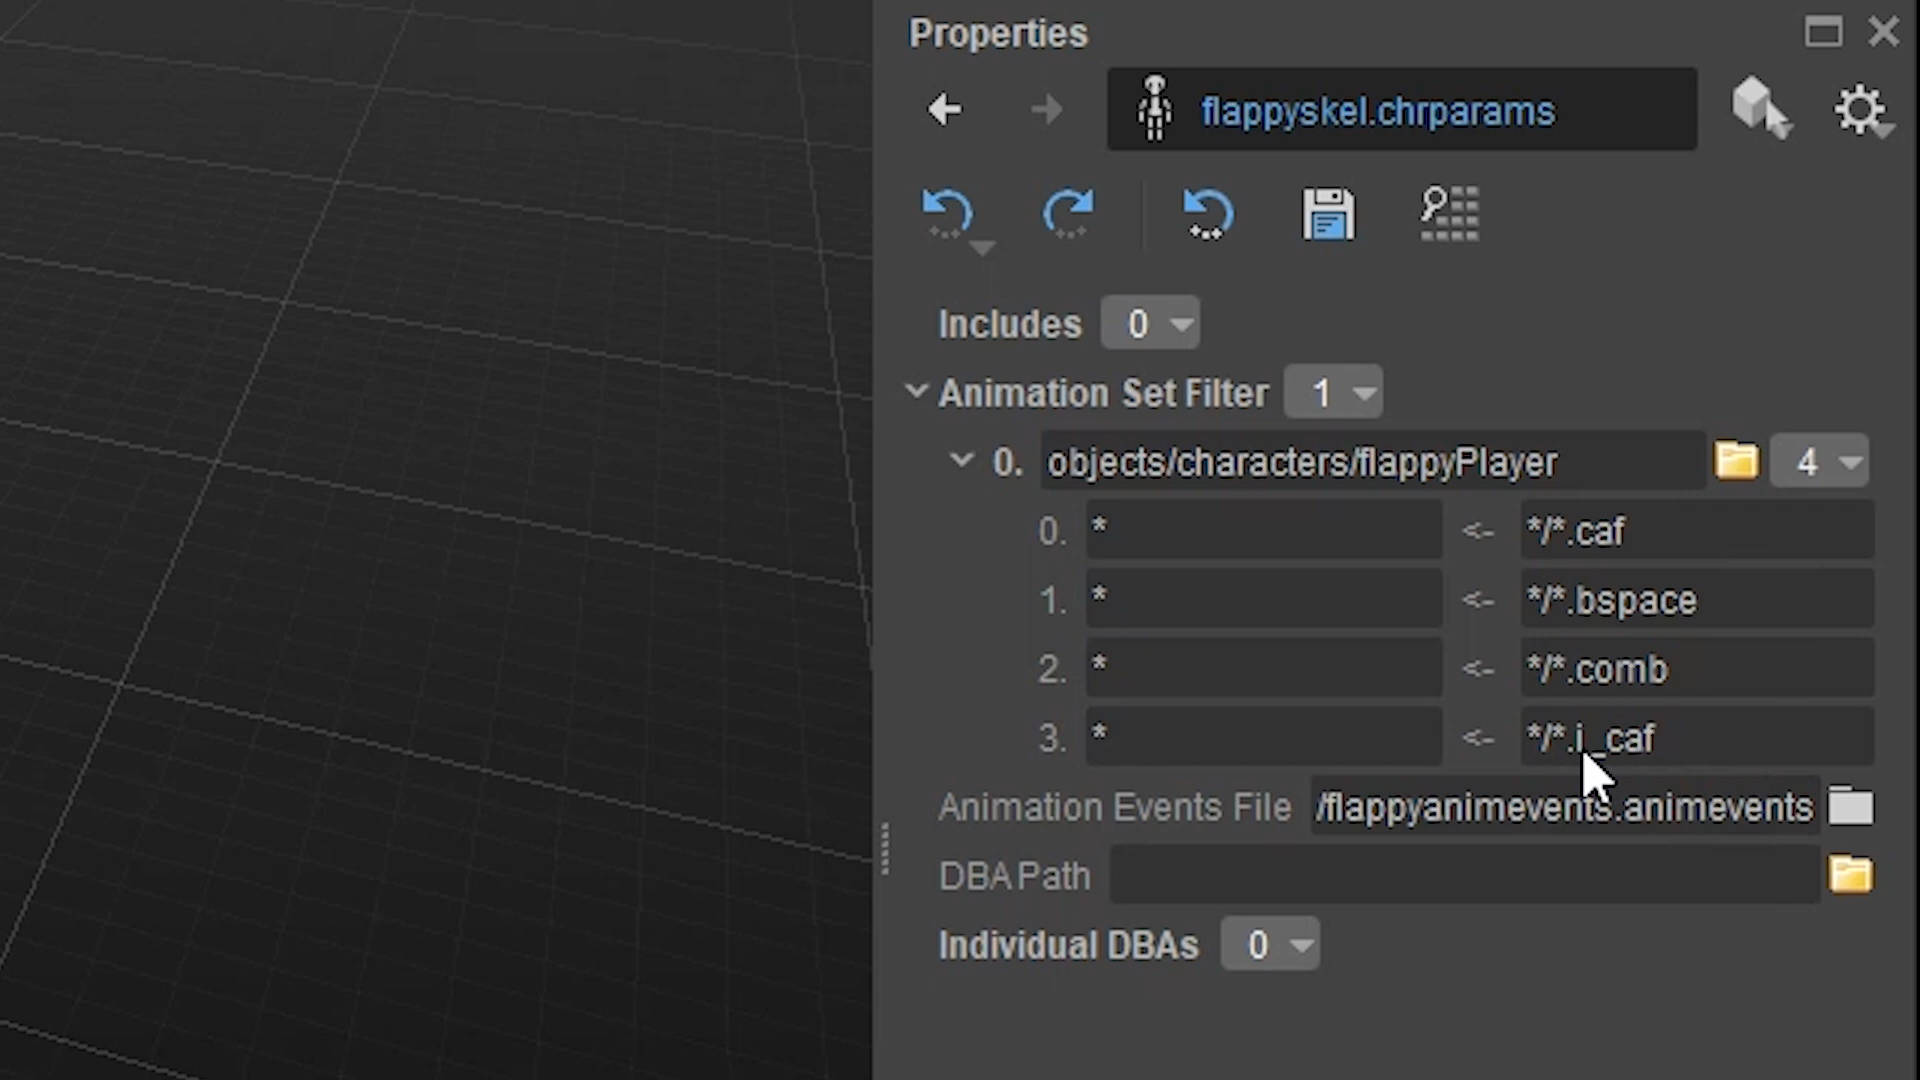 Properties
flappyskel.chrparams
Includes 0
Animation Set Filter 1
0. objects/characters/flappyPlayer 4
0. * <- */*.caf
1. * <- */*.bspace
2. * <- */*.comb
3. * <- */*.i_caf
Animation Events File /flappyanimevents.animevents
DBA Path
Individual DBAs 0